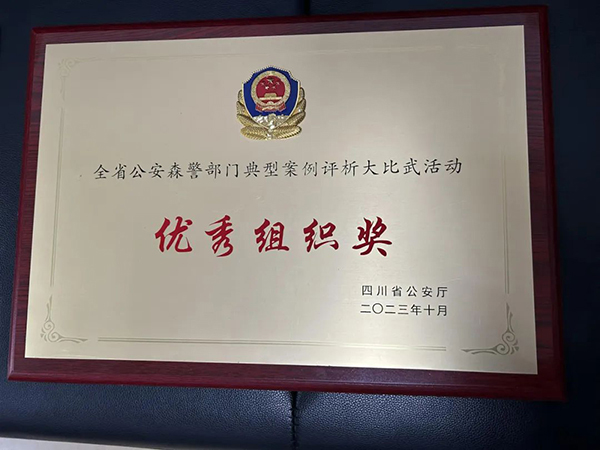 全省公安森警部门典型案例评析大比武活动
优秀组织奖
四川省公安厅
二〇二三年十月